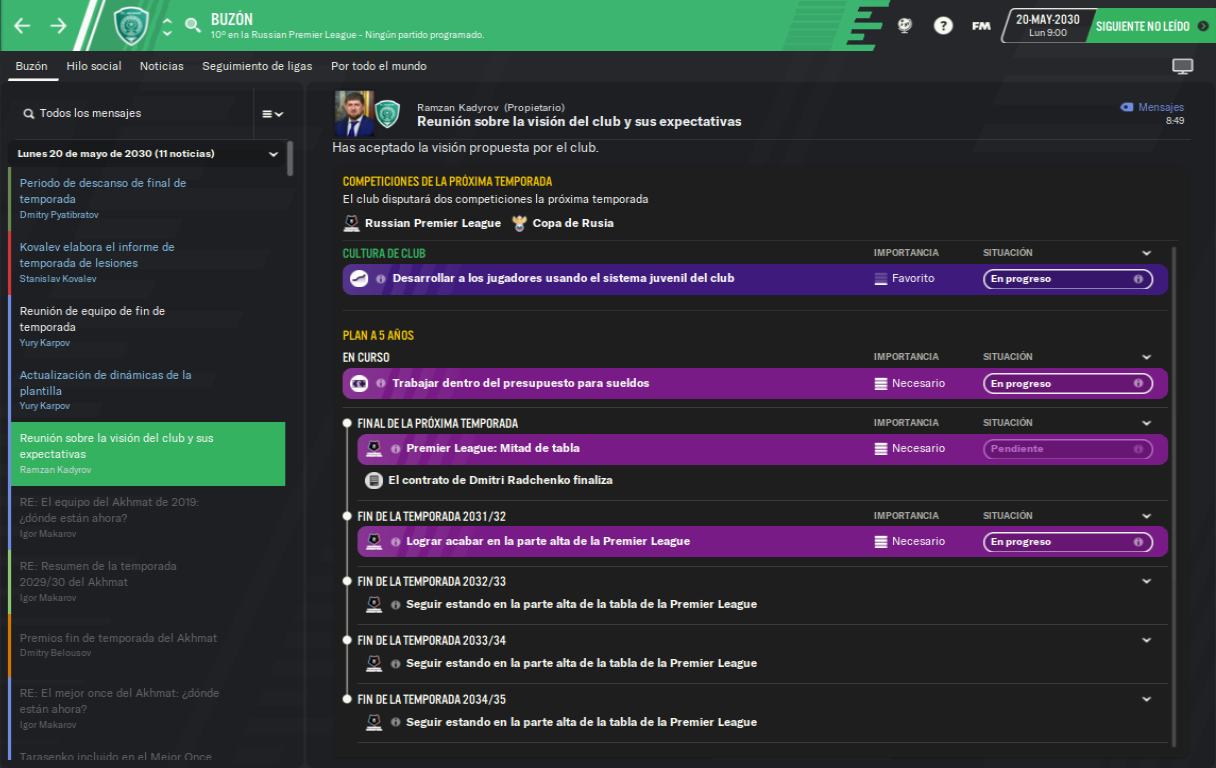 BUZÓN
10º en la Russian Premier League - Ningún partido programado.
?
FM
20-MAY-2030
Lun 9:00
SIGUIENTE NO LEÍDO
Buzón
Hilo social
Noticias
Seguimiento de ligas
Por todo el mundo
Todos los mensajes
Lunes 20 de mayo de 2030 (11 noticias)
Periodo de descanso de final de
temporada
Dmitry Pyatibratov
Kovalev elabora el informe de
temporada de lesiones
Stanislav Kovalev
Reunión de equipo de fin de
temporada
Yury Karpov
Actualización de dinámicas de la
plantilla
Yury Karpov
Reunión sobre la visión del club y sus
expectativas
Ramzan Kadyrov
RE: El equipo del Akhmat de 2019:
¿dónde están ahora?
Igor Makarov
RE: Resumen de la temporada
2029/30 del Akhmat
Igor Makarov
Premios fin de temporada del Akhmat
Dmitry Belousov
RE: El mejor once del Akhmat: ¿dónde
están ahora?
Igor Makarov
Tarasenko incluido en el Mejor Once
Ramzan Kadyrov (Propietario)
Reunión sobre la visión del club y sus expectativas
Mensajes
8:49
Has aceptado la visión propuesta por el club.
COMPETICIONES DE LA PRÓXIMA TEMPORADA
El club disputará dos competiciones la próxima temporada
Russian Premier League Copa de Rusia
CULTURA DE CLUB IMPORTANCIA SITUACIÓN
Desarrollar a los jugadores usando el sistema juvenil del club Favorito En progreso
PLAN A 5 AÑOS
EN CURSO IMPORTANCIA SITUACIÓN
Trabajar dentro del presupuesto para sueldos Necesario En progreso
FINAL DE LA PRÓXIMA TEMPORADA IMPORTANCIA SITUACIÓN
Premier League: Mitad de tabla Necesario Pendiente
El contrato de Dmitri Radchenko finaliza
FIN DE LA TEMPORADA 2031/32 IMPORTANCIA SITUACIÓN
Lograr acabar en la parte alta de la Premier League Necesario En progreso
FIN DE LA TEMPORADA 2032/33
Seguir estando en la parte alta de la tabla de la Premier League
FIN DE LA TEMPORADA 2033/34
Seguir estando en la parte alta de la tabla de la Premier League
FIN DE LA TEMPORADA 2034/35
Seguir estando en la parte alta de la tabla de la Premier League